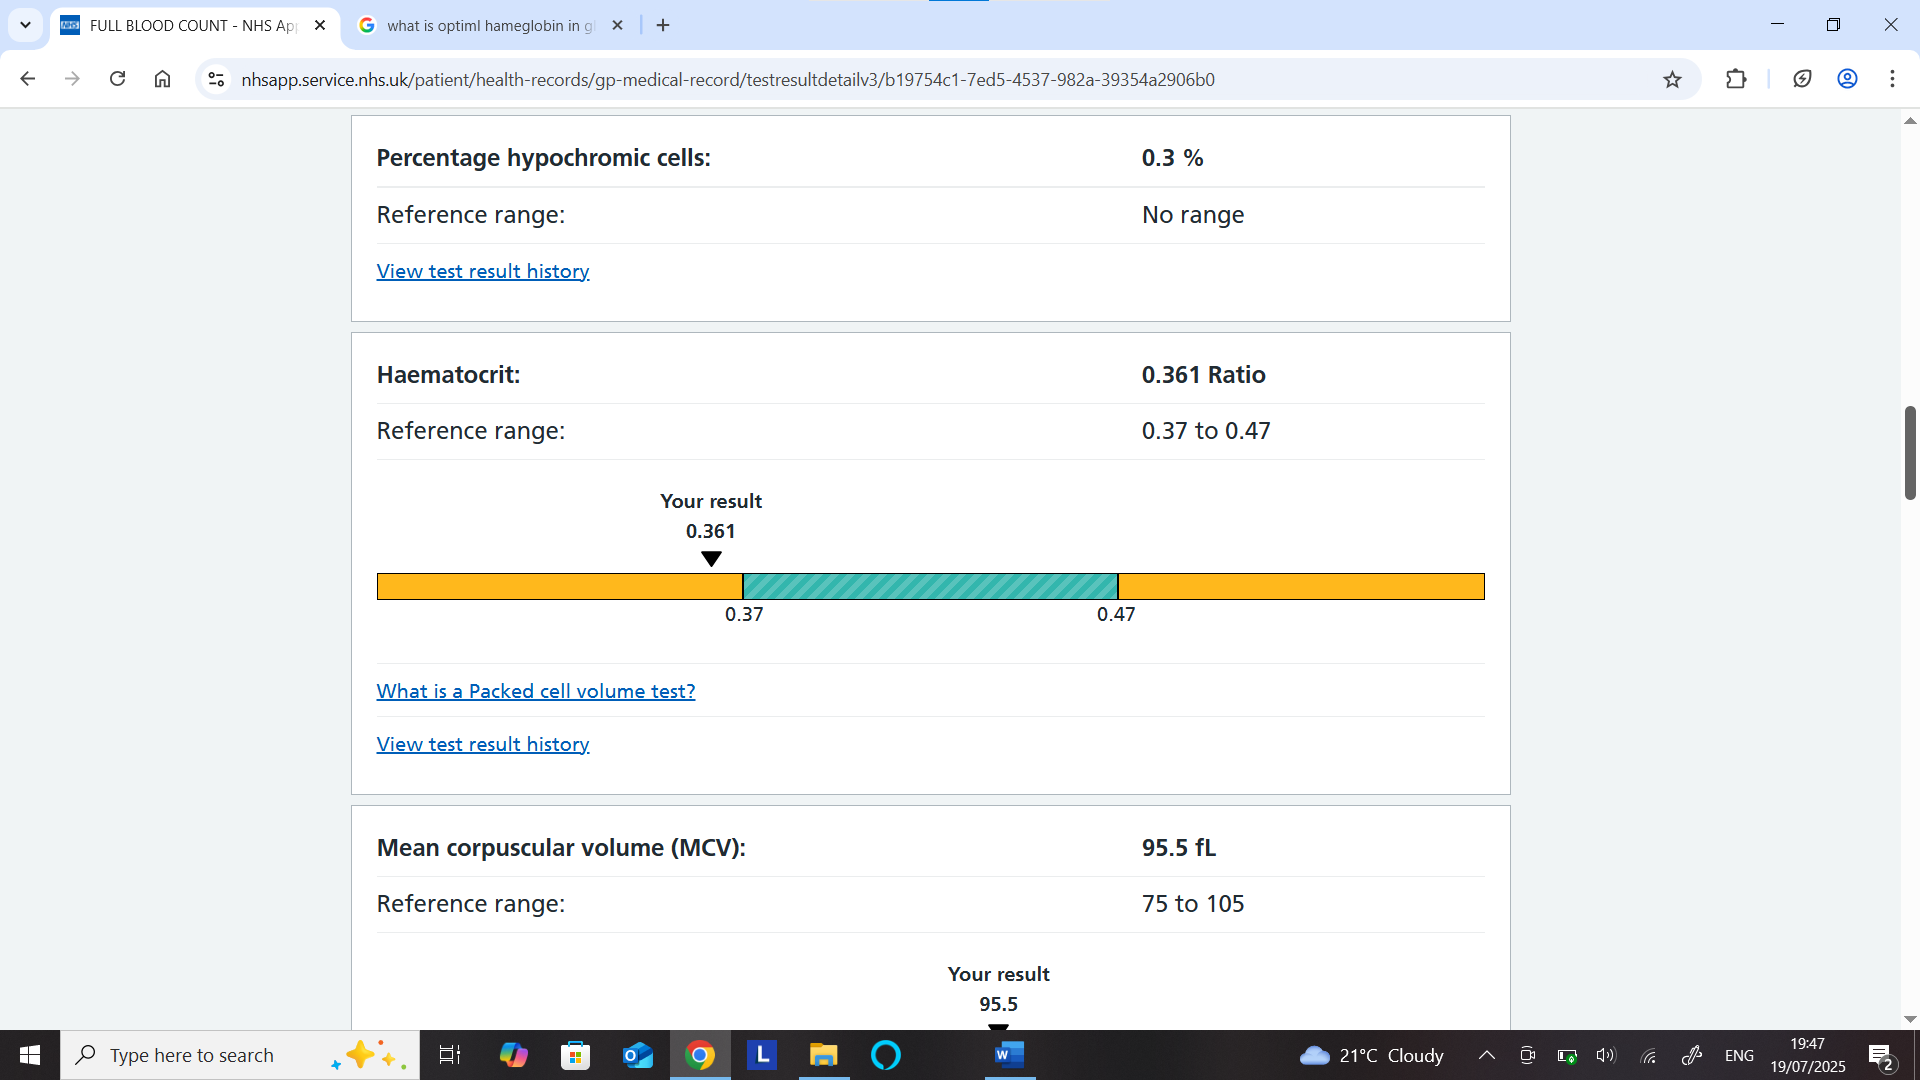 FULL BLOOD COUNT - NHS Ap
what is optiml hameglobin in g
nhsapp.service.nhs.uk/patient/health-records/gp-medical-record/testresultdetailv3/b19754c1-7ed5-4537-982a-39354a2906b0
Percentage hypochromic cells: 0.3 %
Reference range: No range
View test result history
Haematocrit: 0.361 Ratio
Reference range: 0.37 to 0.47
Your result
0.361
0.37 0.47
What is a Packed cell volume test?
View test result history
Mean corpuscular volume (MCV): 95.5 fL
Reference range: 75 to 105
Your result
95.5
Type here to search
21°C Cloudy
ENG
19:47
19/07/2025
2